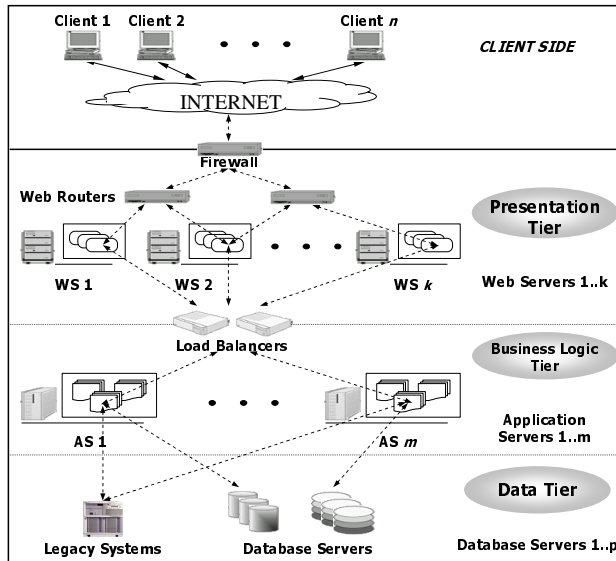 Client 1 Client 2 Client n
CLIENT SIDE
INTERNET
Firewall
Web Routers
Presentation
Tier
WS 1 WS 2 WS k
Web Servers 1..k
Load Balancers
Business Logic
Tier
AS 1 AS m
Application
Servers 1..m
Data Tier
Legacy Systems Database Servers
Database Servers 1..p